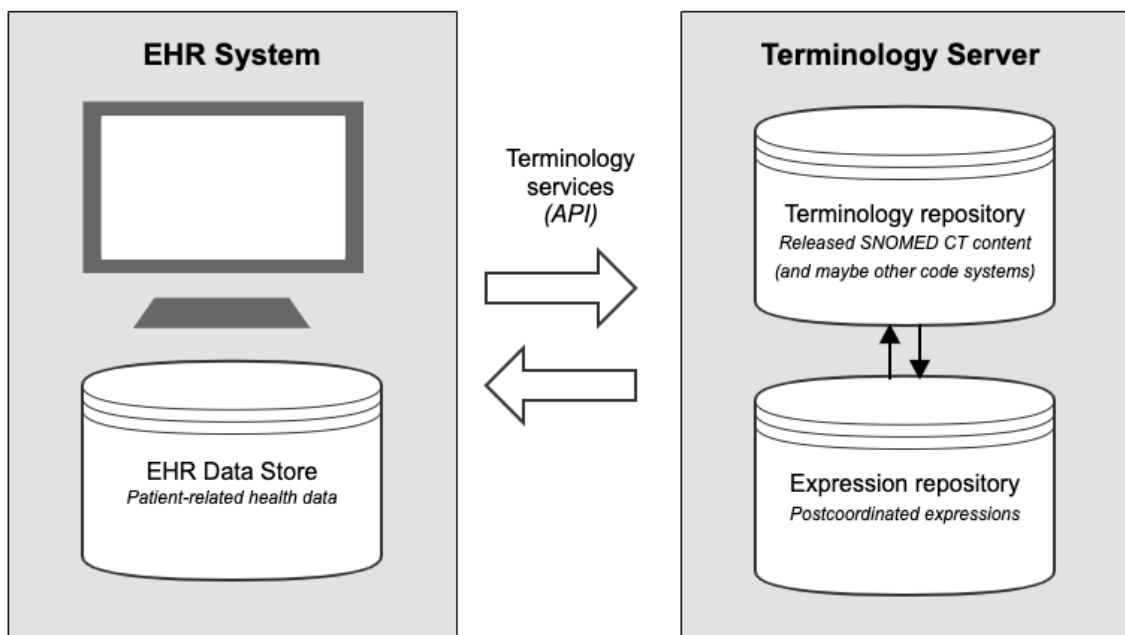 EHR System
EHR Data Store
Patient-related health data
Terminology
services
(API)
Terminology Server
Terminology repository
Released SNOMED CT content
(and maybe other code systems)
Expression repository
Postcoordinated expressions